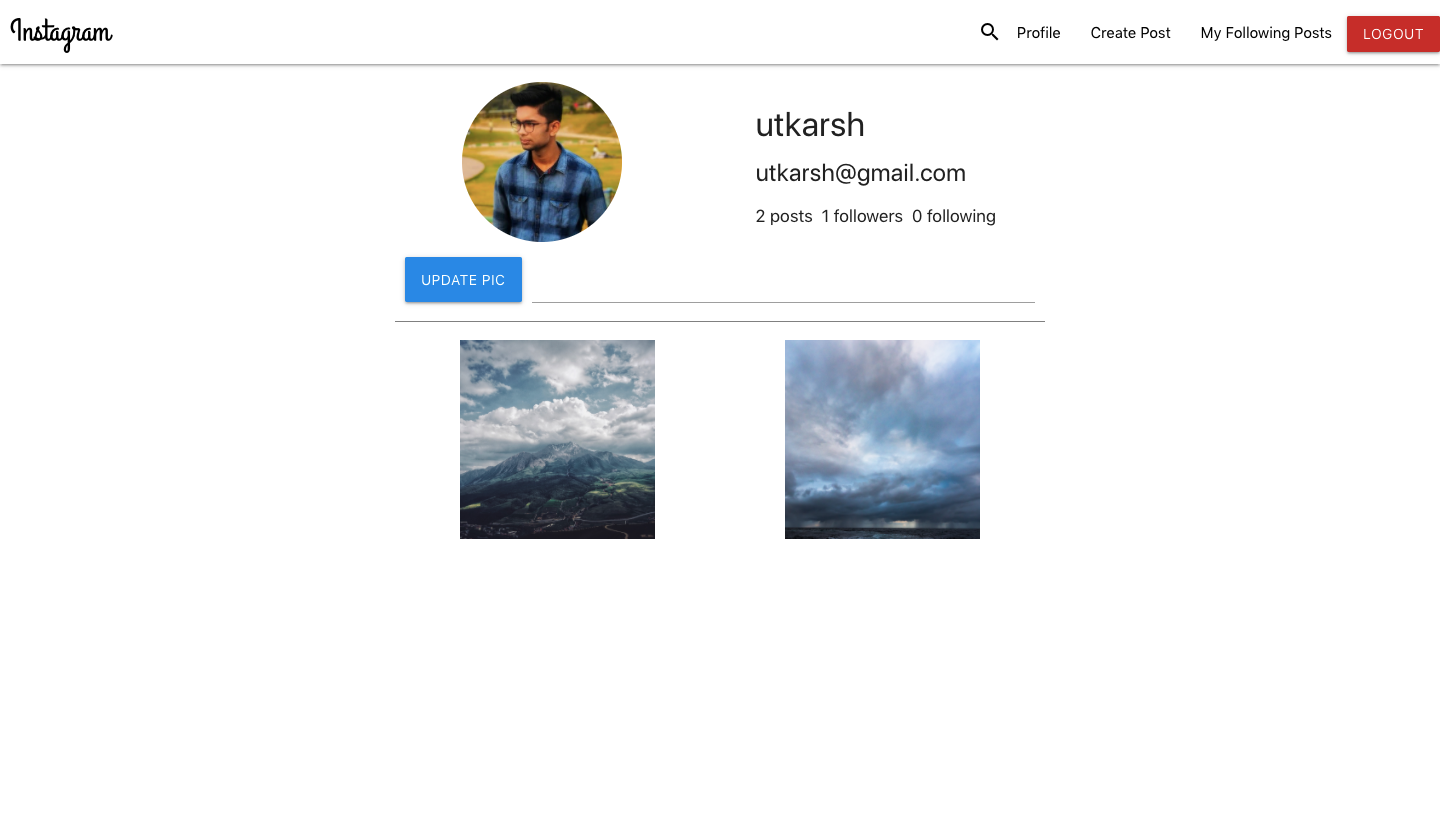 Instagram
Profile Create Post My Following Posts LOGOUT
utkarsh
utkarsh@gmail.com
2 posts 1 followers 0 following
UPDATE PIC